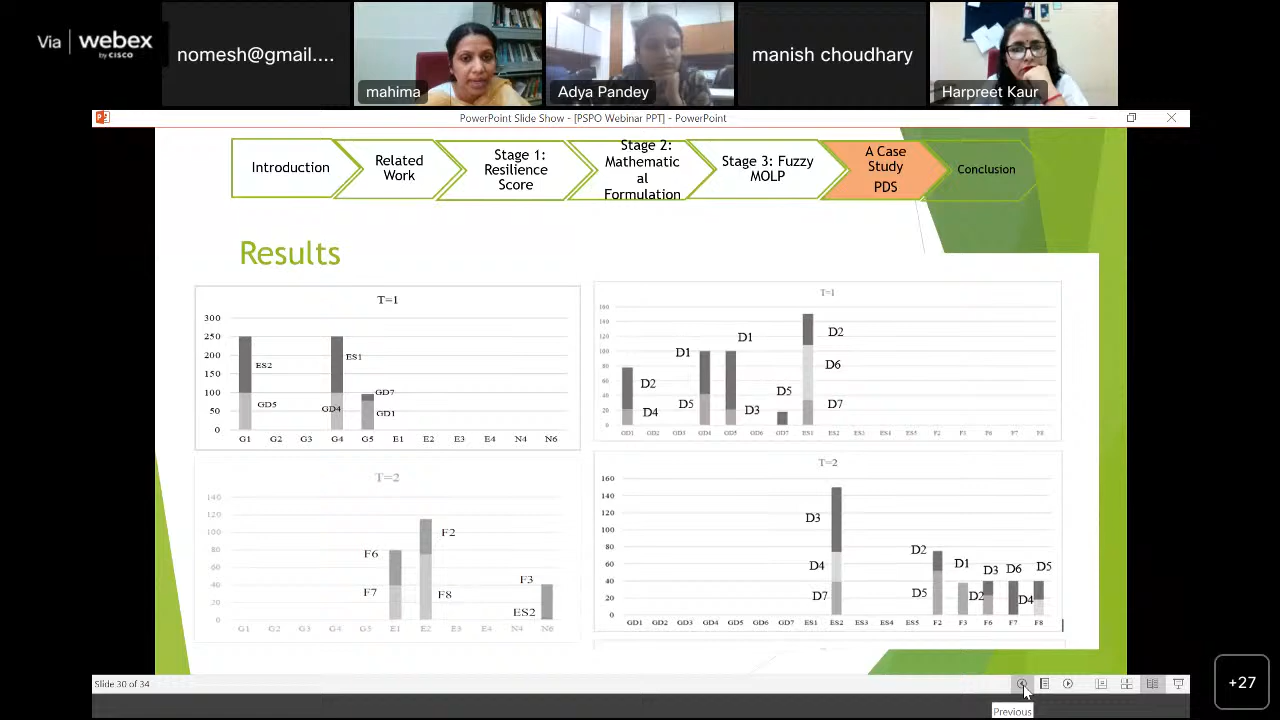 Via webex
by CISCO
nomesh@gmail....
mahima
Adya Pandey
manish choudhary
Harpreet Kaur
PowerPoint Slide Show - [PSPO Webinar PPT] - PowerPoint
Introduction
Related
Work
Stage 1:
Resilience
Score
Stage 2:
Mathematic
al
Formulation
Stage 3: Fuzzy
MOLP
A Case
Study
PDS
Conclusion
Results
T=1
300
250
200
150
100
50
0
ES2
GD5
ES1
GD4
GD7
GD1
G1 G2 G3 G4 G5 E1 E2 E3 E4 N4 N6
T=1
160
140
120
100
80
60
40
20
0
D2
D4
D1
D5
D1
D3
D5
D2
D6
D7
GD1 GD2 GD3 GD4 GD5 GD6 GD7 ES1 ES2 ES3 ES4 ES5 F2 F3 F6 F7 F8
T=2
140
120
100
80
60
40
20
0
F6
F7
F2
F8
F3
ES2
G1 G2 G3 G4 G5 E1 E2 E3 E4 N4 N6
T=2
160
140
120
100
80
60
40
20
0
D3
D4
D7
D2
D5
D1
D3
D2
D6
D4
D5
GD1 GD2 GD3 GD4 GD5 GD6 GD7 ES1 ES2 ES3 ES4 ES5 F2 F3 F6 F7 F8
Slide 30 of 34
Previous
+27